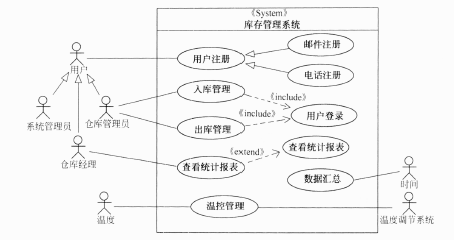 《System》
库存管理系统
邮件注册
用户注册
用户
电话注册
入库管理
《include》
系统管理员
仓库管理员
《include》
用户登录
出库管理
查看统计报表
《extend》
仓库经理
查看统计报表
数据汇总
时间
温度
温控管理
温度调节系统